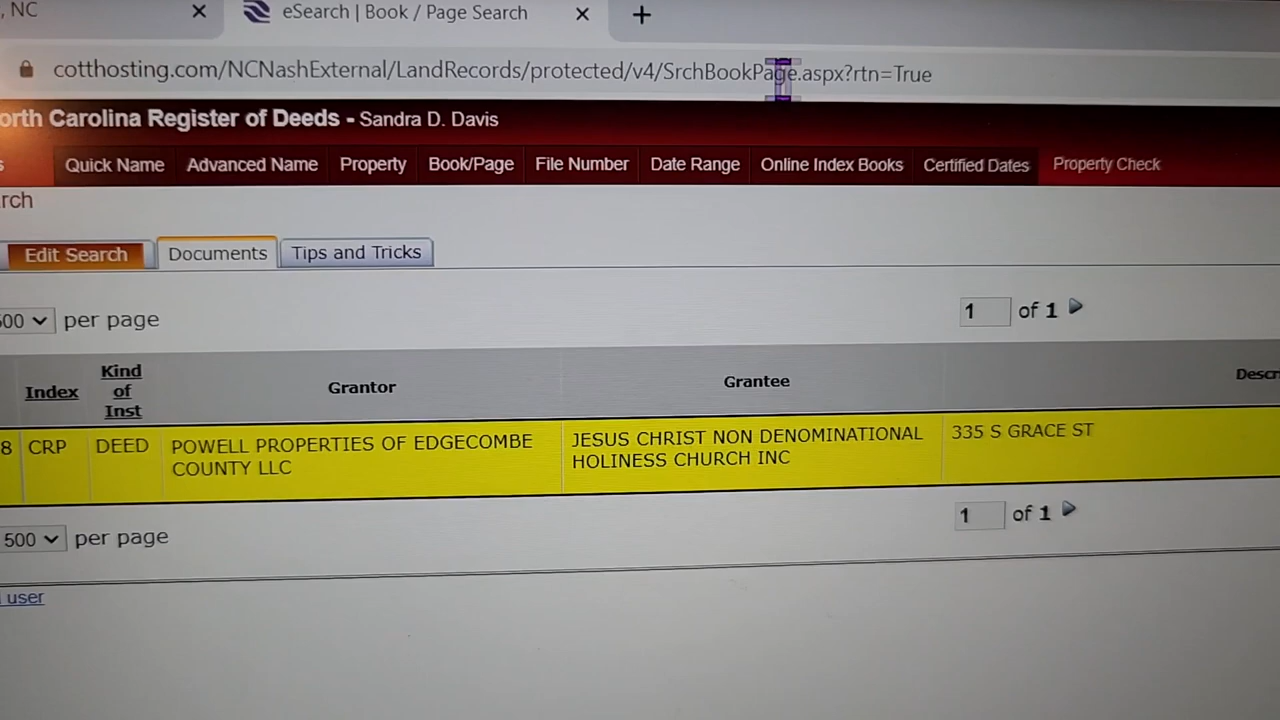 , NC
eSearch | Book / Page Search
cotthosting.com/NCNashExternal/LandRecords/protected/v4/SrchBookPage.aspx?rtn=True
orth Carolina Register of Deeds - Sandra D. Davis
s Quick Name Advanced Name Property Book/Page File Number Date Range Online Index Books Certified Dates Property Check
rch
Edit Search Documents Tips and Tricks
500 per page 1 of 1
Index Kind of Inst Grantor Grantee Descr
8 CRP DEED POWELL PROPERTIES OF EDGECOMBE JESUS CHRIST NON DENOMINATIONAL 335 S GRACE ST
COUNTY LLC HOLINESS CHURCH INC
500 per page 1 of 1
user